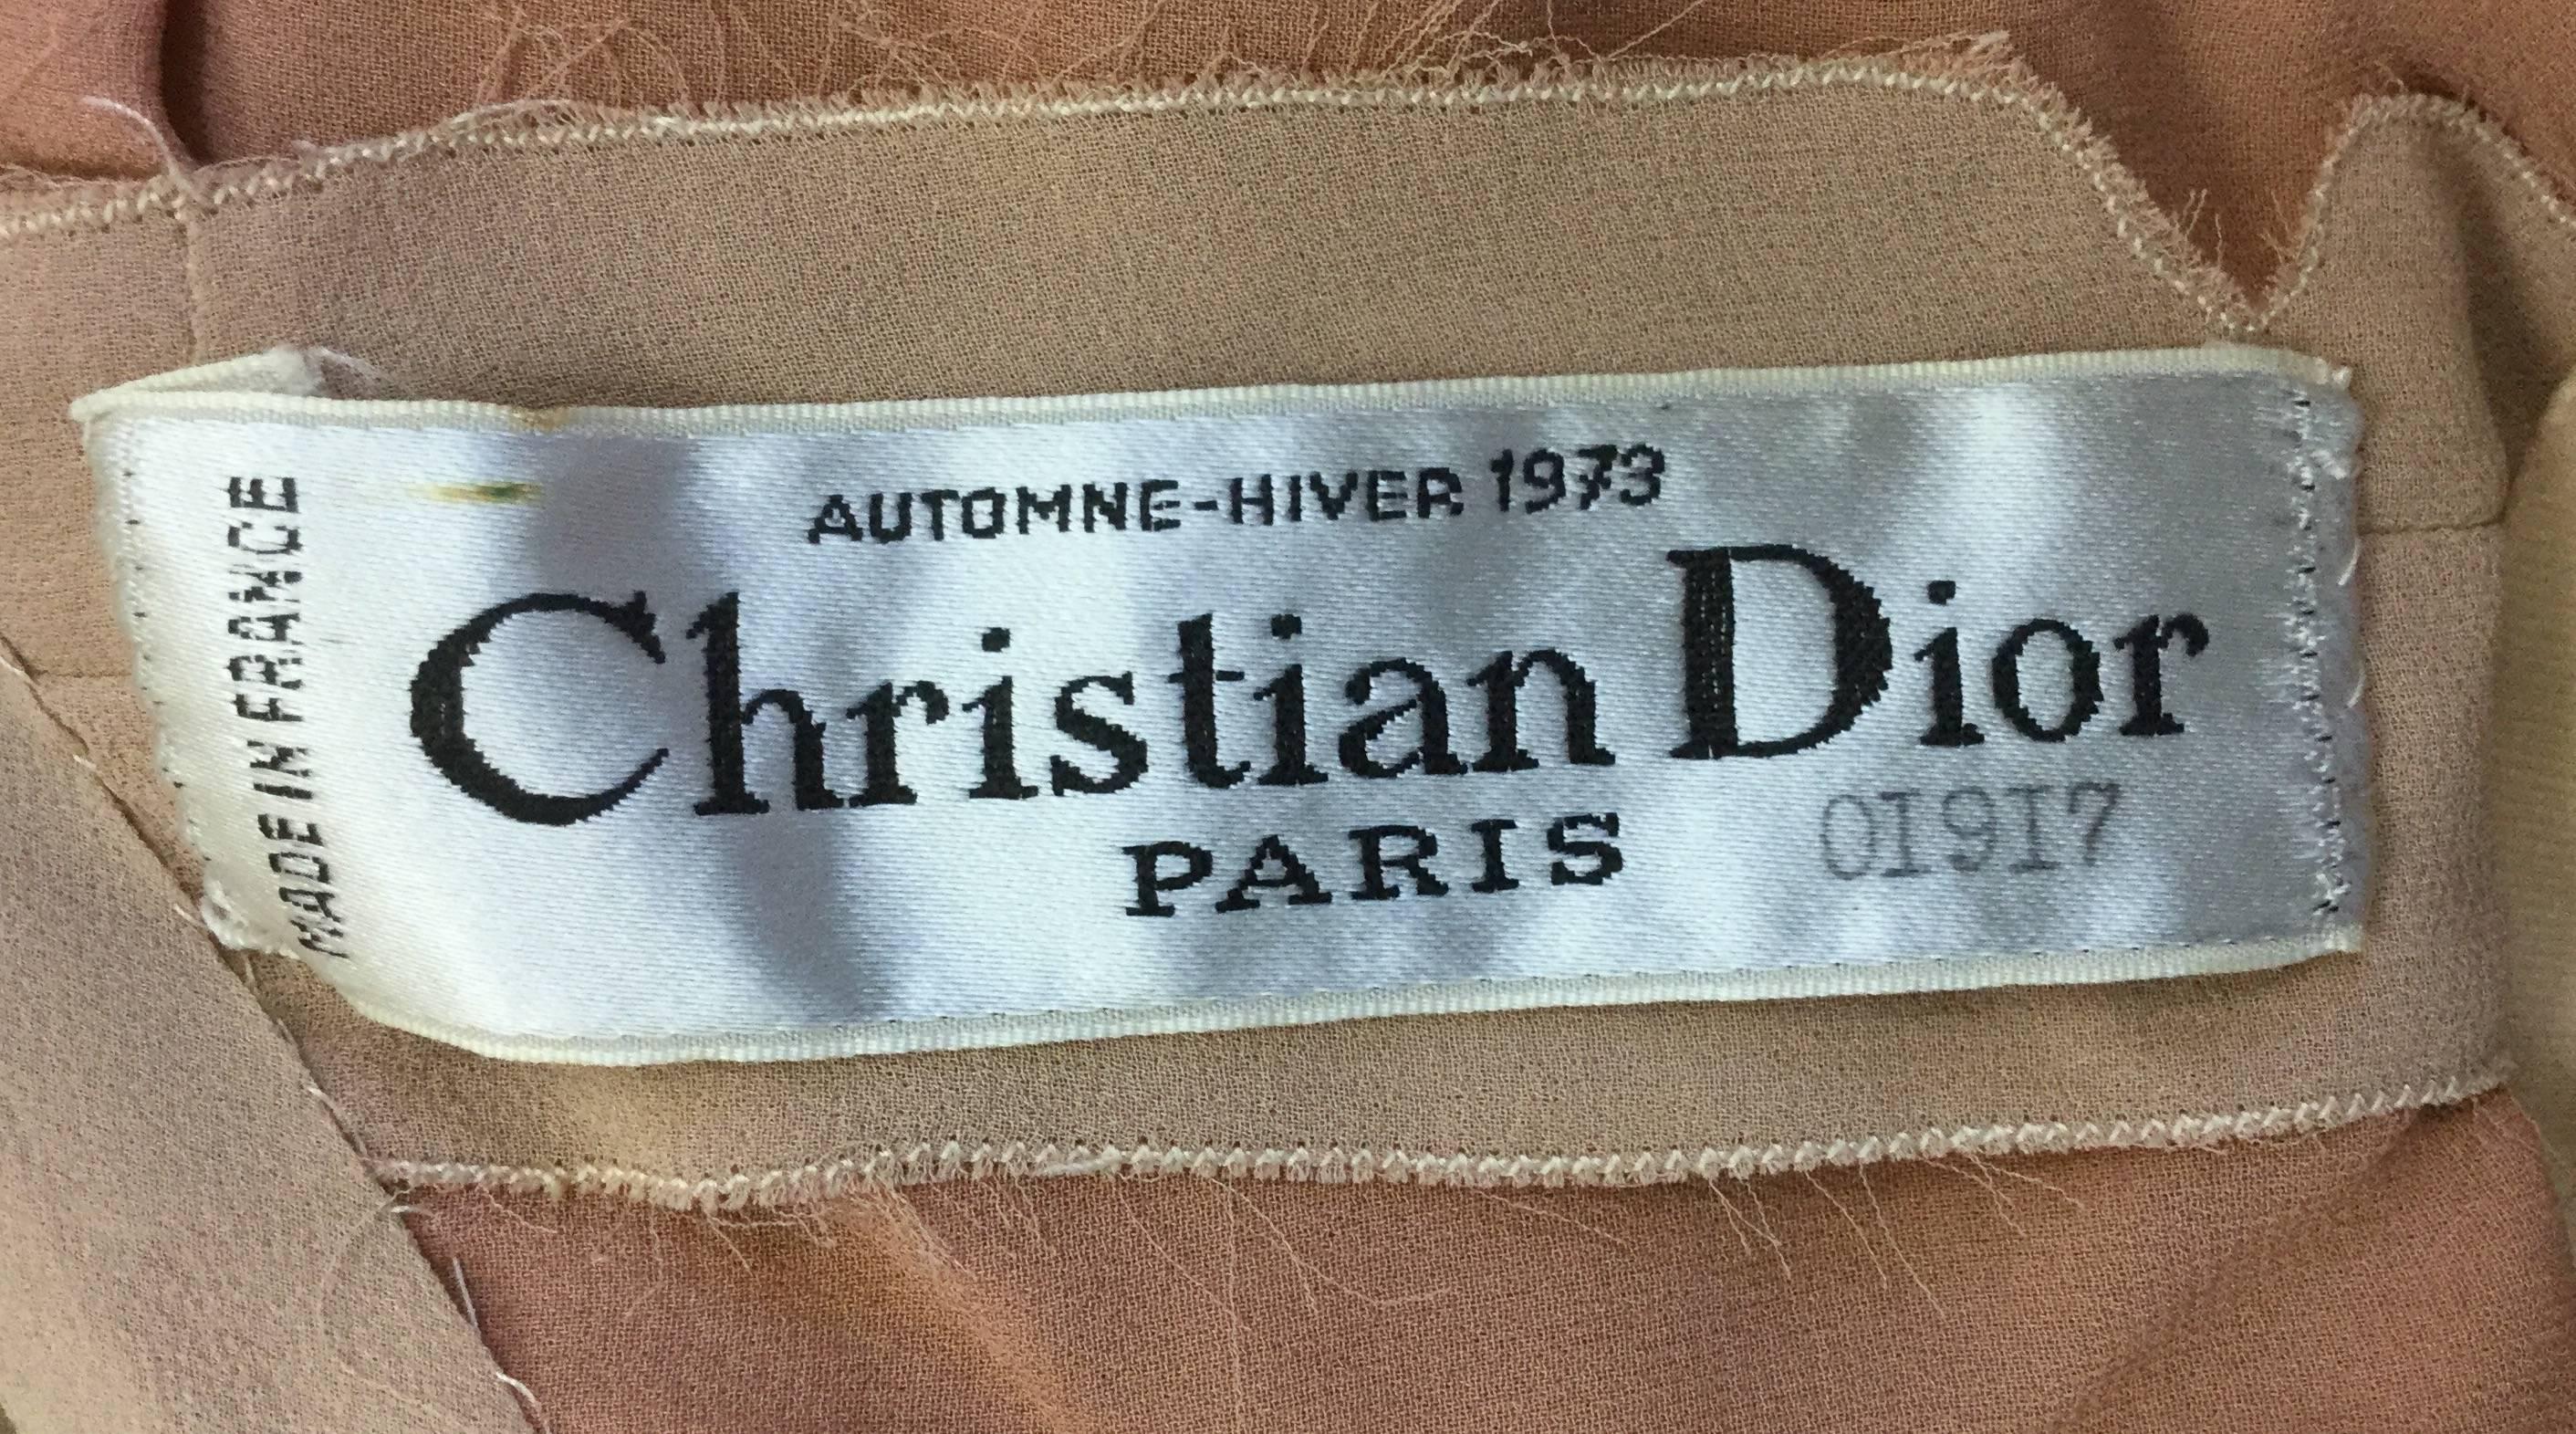 AUTOMNE-HIVER 1973
Christian Dior
PARIS
01917
MADE IN FRANCE